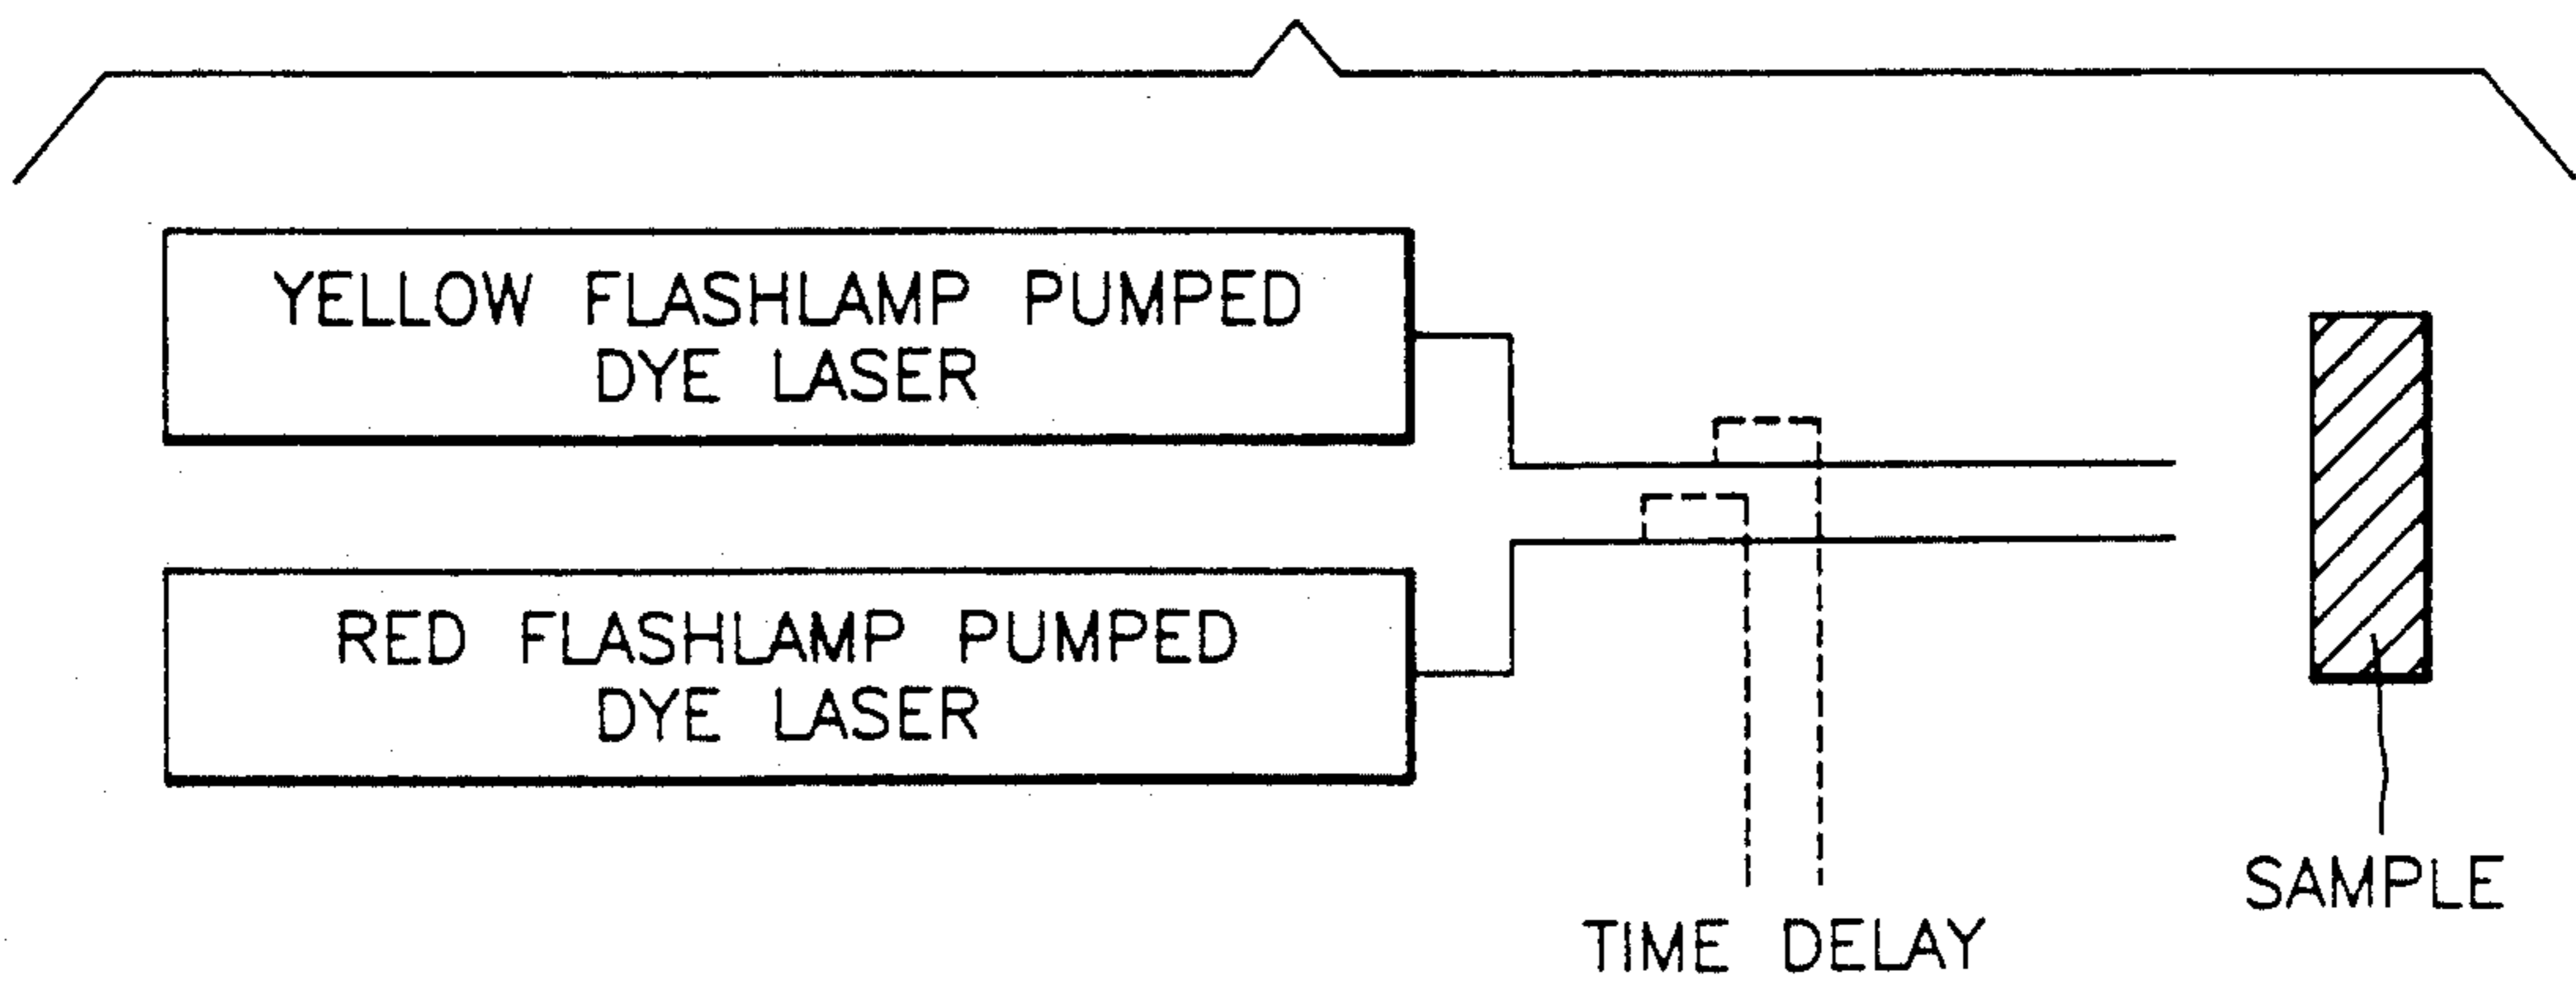 YELLOW FLASHLAMP PUMPED
DYE LASER
RED FLASHLAMP PUMPED
DYE LASER
TIME DELAY
SAMPLE